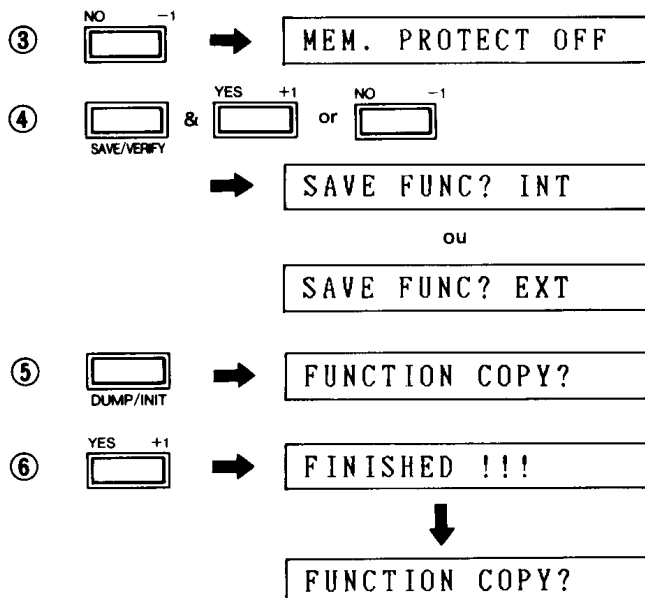 NO −1
③ MEM. PROTECT OFF
YES +1 NO −1
④ & or
SAVE/VERIFY
SAVE FUNC? INT
ou
SAVE FUNC? EXT
⑤ FUNCTION COPY?
DUMP/INIT
YES +1
⑥ FINISHED !!!
FUNCTION COPY?